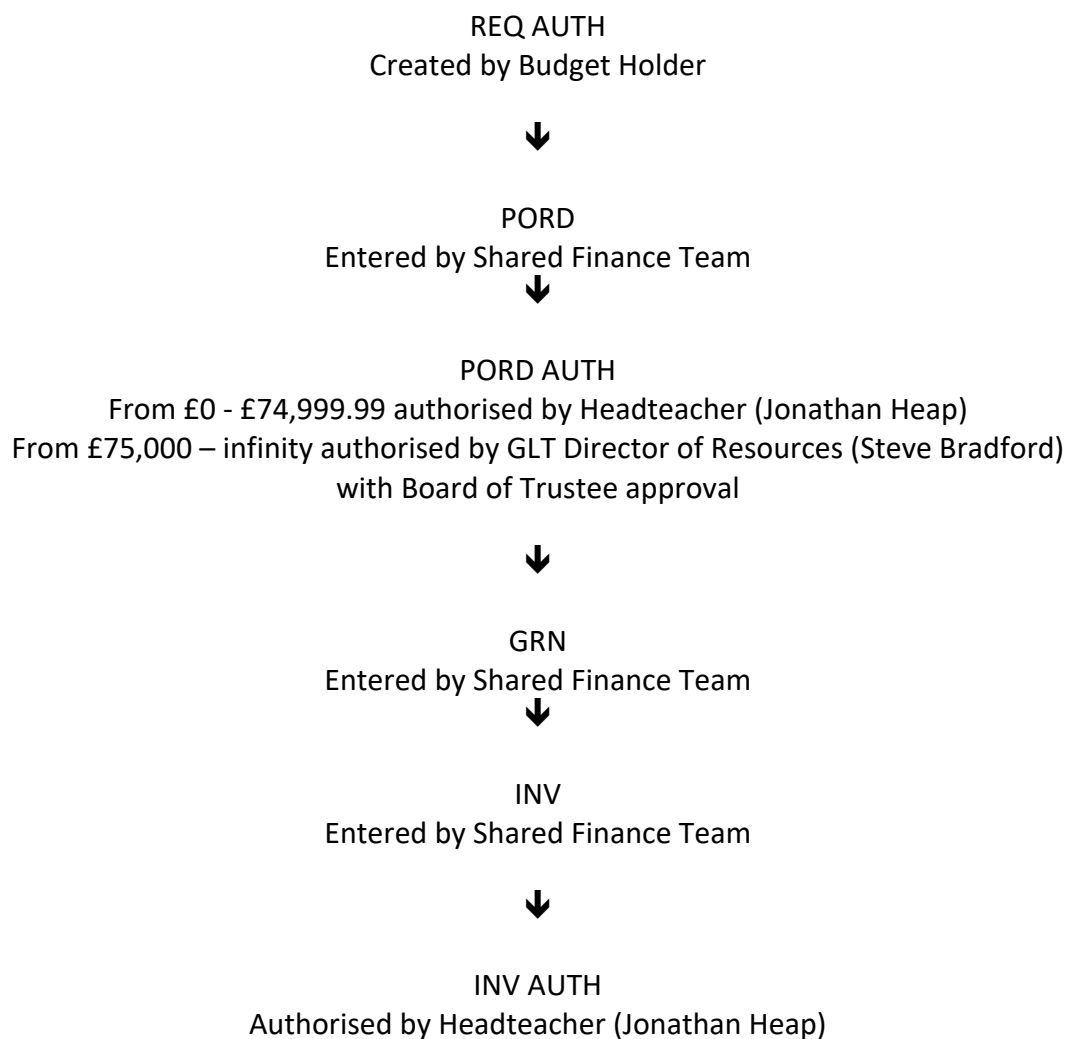 REQ AUTH
Created by Budget Holder
🡻
PORD
Entered by Shared Finance Team
🡻
PORD AUTH
From £0 - £74,999.99 authorised by Headteacher (Jonathan Heap)
From £75,000 – infinity authorised by GLT Director of Resources (Steve Bradford)
with Board of Trustee approval
🡻
GRN
Entered by Shared Finance Team
🡻
INV
Entered by Shared Finance Team
🡻
INV AUTH
Authorised by Headteacher (Jonathan Heap)